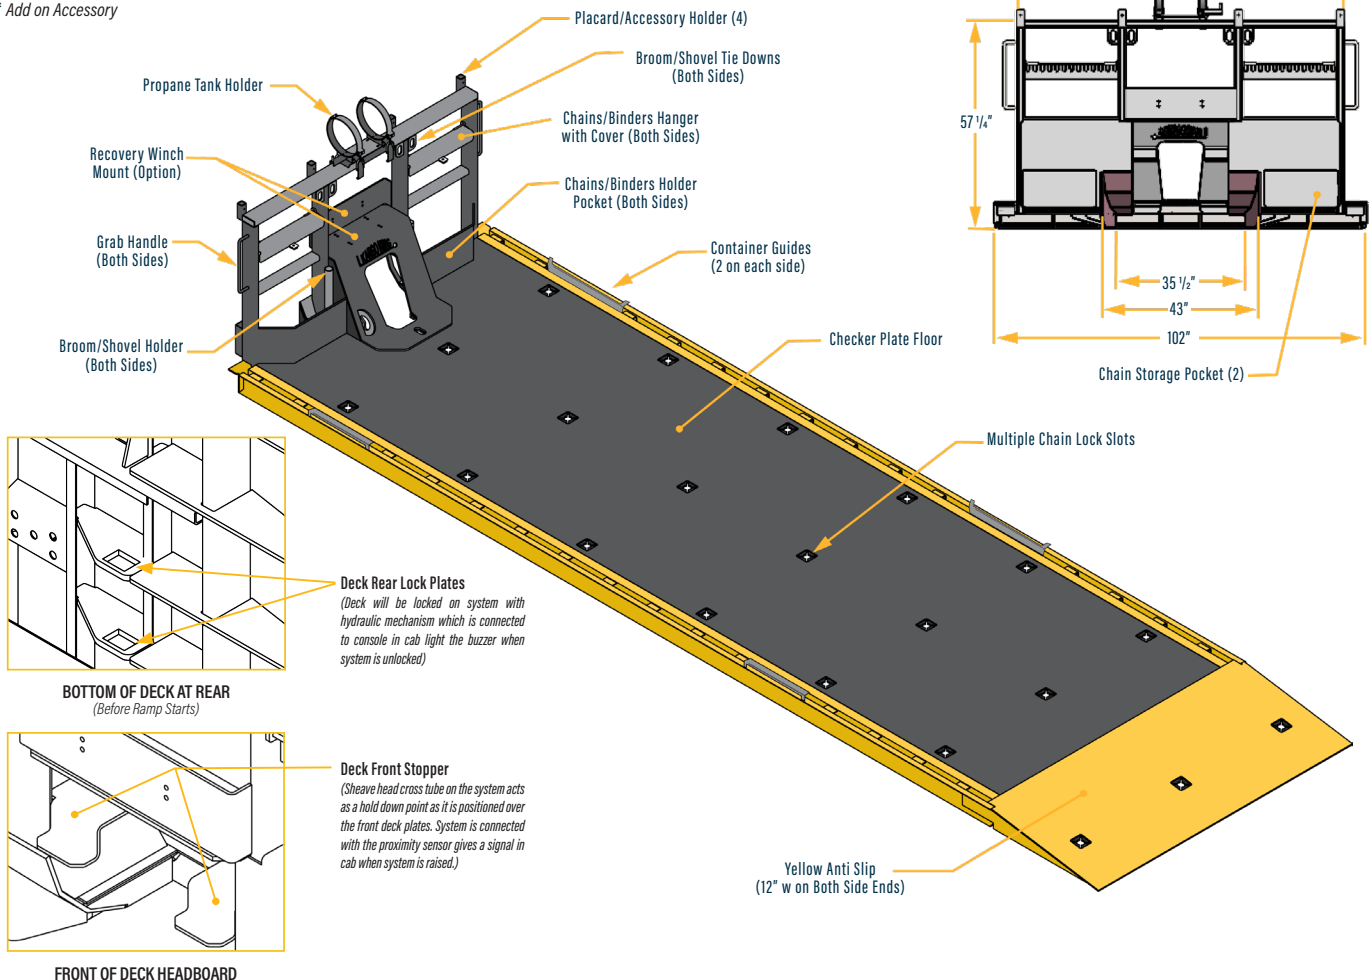 * Add on Accessory
Placard/Accessory Holder (4)
Broom/Shovel Tie Downs
(Both Sides)
Propane Tank Holder
Chains/Binders Hanger
with Cover (Both Sides)
Recovery Winch
Mount (Option)
Chains/Binders Holder
Pocket (Both Sides)
Grab Handle
(Both Sides)
Container Guides
(2 on each side)
Broom/Shovel Holder
(Both Sides)
Checker Plate Floor
Multiple Chain Lock Slots
57 1/4"
35 1/2"
43"
102"
Chain Storage Pocket (2)
Deck Rear Lock Plates
(Deck will be locked on system with
hydraulic mechanism which is connected
to console in cab light the buzzer when
system is unlocked)
BOTTOM OF DECK AT REAR
(Before Ramp Starts)
Deck Front Stopper
(Sheave head cross tube on the system acts
as a hold down point as it is positioned over
the front deck plates. System is connected
with the proximity sensor gives a signal in
cab when system is raised.)
Yellow Anti Slip
(12" w on Both Side Ends)
FRONT OF DECK HEADBOARD